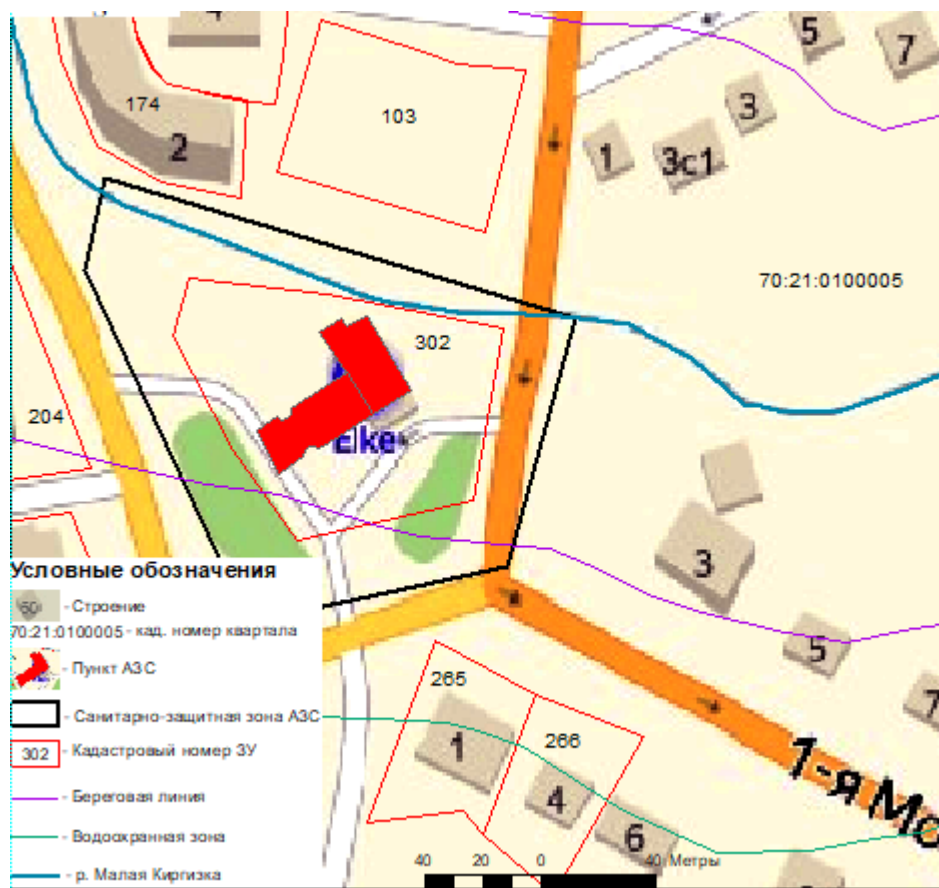 4
174
2
103
5
7
3
1
3с1
70:21:0100005
302
204
Elke
3
5
7
265
1
266
4
6
1-я Мо
Условные обозначения
50
- Строение
70:21:0100005 - кад. номер квартала
- Пункт АЗС
- Санитарно-защитная зона АЗС
302 - Кадастровый номер ЗУ
- Береговая линия
- Водоохранная зона
- р. Малая Киргизка
40 20 0 40 Метры